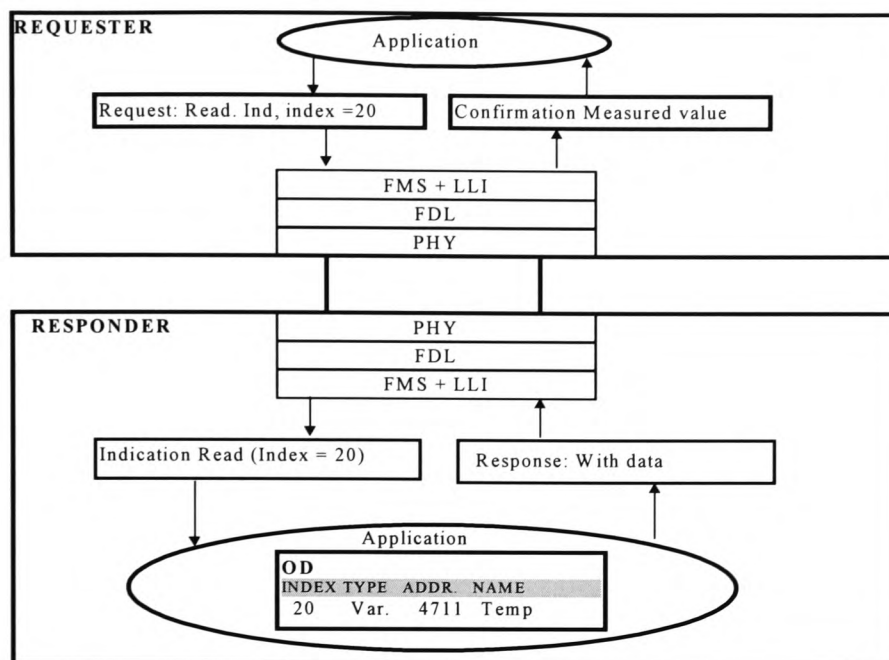 REQUESTER
Application
Request: Read. Ind, index =20
Confirmation Measured value
FMS + LLI
FDL
PHY
RESPONDER
PHY
FDL
FMS + LLI
Indication Read (Index = 20)
Response: With data
Application
OD
INDEX TYPE ADDR. NAME
20 Var. 4711 Temp